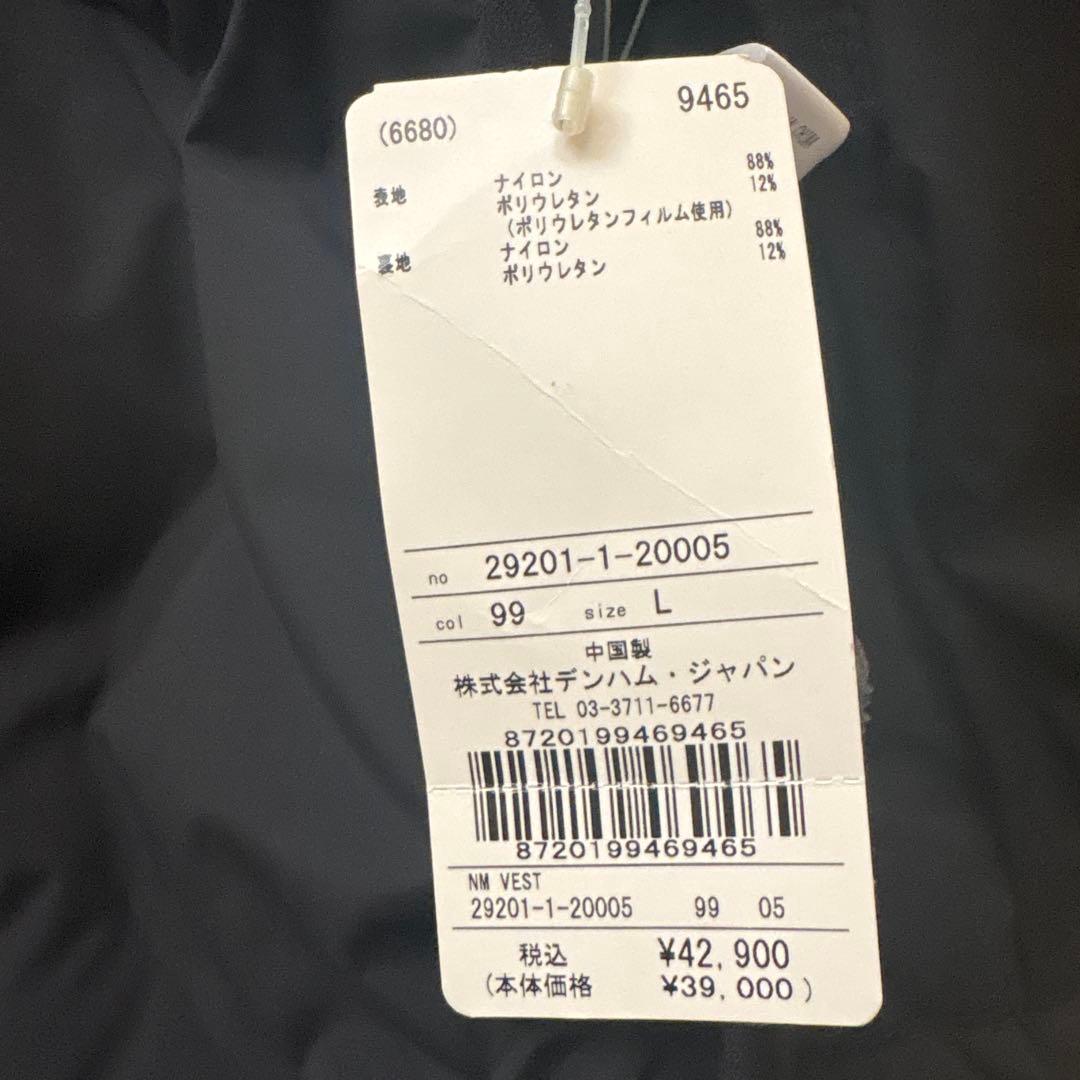 (6680) 9465
表地 ナイロン 88%
ポリウレタン 12%
(ポリウレタンフィルム使用)
裏地 ナイロン 88%
ポリウレタン 12%
no 29201-1-20005
col 99 size L
中国製
株式会社デンハム・ジャパン
TEL 03-3711-6677
8720199469465
8720199469465
NM VEST
29201-1-20005 99 05
税込 ¥42,900
(本体価格 ¥39,000)